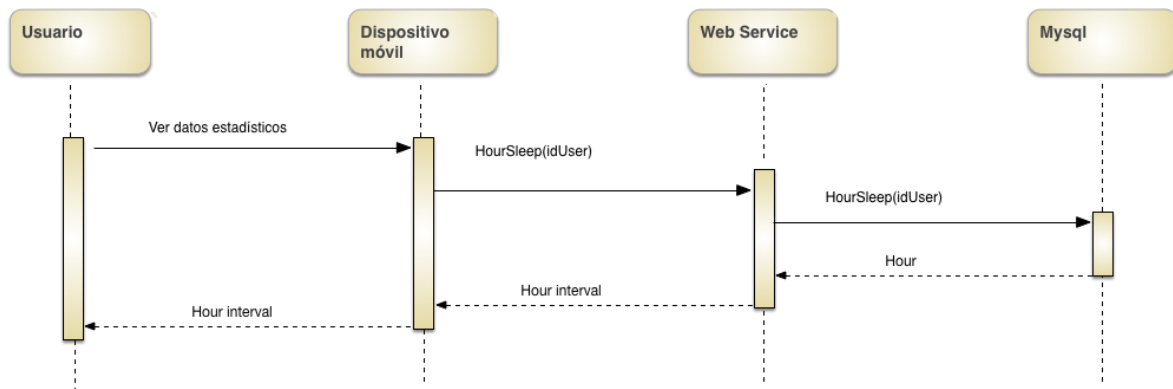 Usuario
Dispositivo
móvil
Web Service
Mysql
Ver datos estadísticos
HourSleep(idUser)
HourSleep(idUser)
Hour
Hour interval
Hour interval